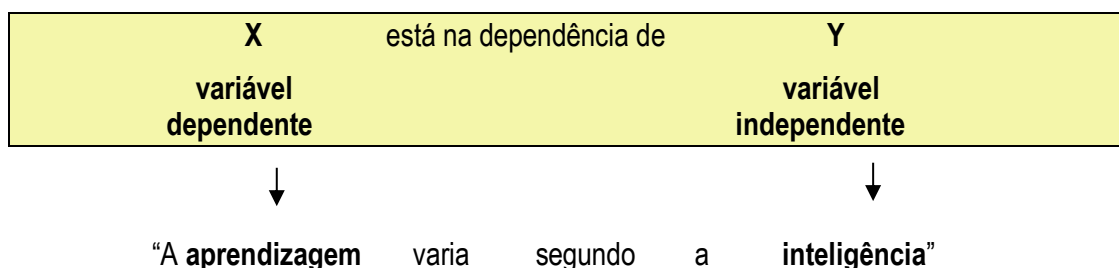 X está na dependência de Y
variável variável
dependente independente
“A aprendizagem varia segundo a inteligência”